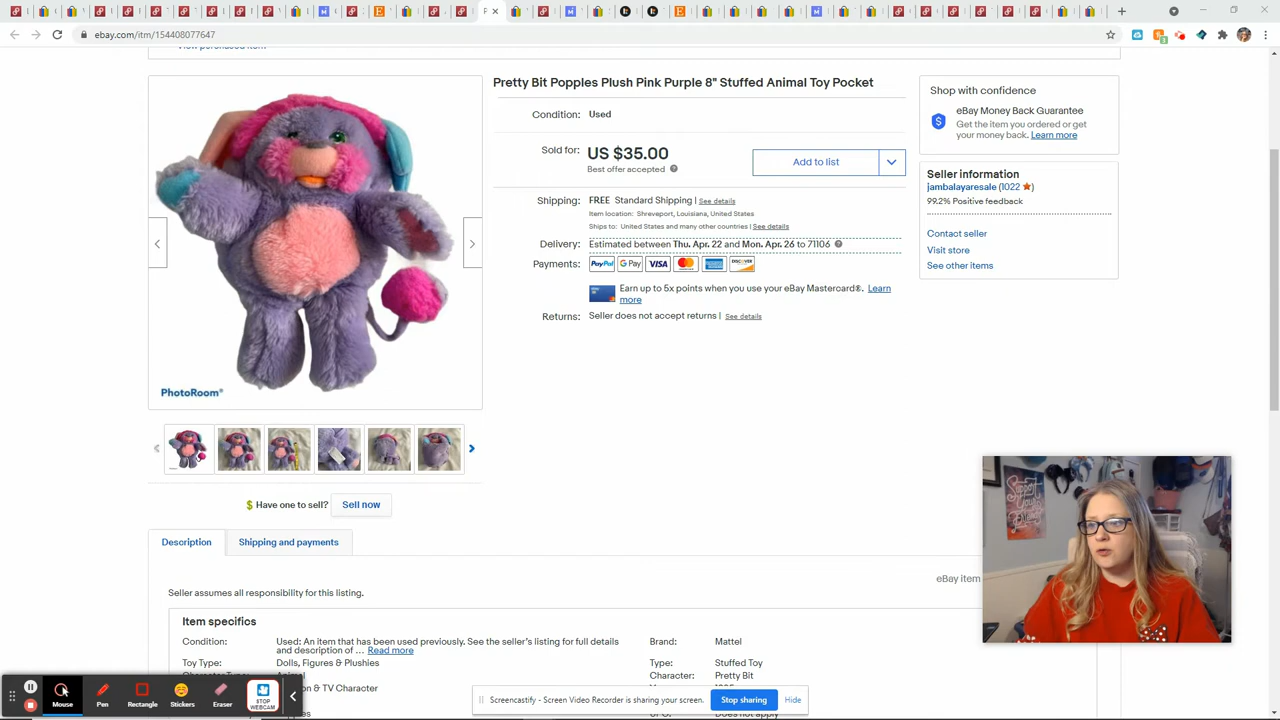 ebay.com/itm/154408077647
Pretty Bit Popples Plush Pink Purple 8" Stuffed Animal Toy Pocket
Condition: Used
Sold for: US $35.00
Best offer accepted
Add to list
Shipping: FREE Standard Shipping | See details
Item location: Shreveport, Louisiana, United States
Ships to: United States and many other countries | See details
Delivery: Estimated between Thu. Apr. 22 and Mon. Apr. 26 to 71106
Payments: PayPal G Pay VISA DISCOVER
Earn up to 5x points when you use your eBay Mastercard®. Learn
more
Returns: Seller does not accept returns | See details
Shop with confidence
eBay Money Back Guarantee
Get the item you ordered or get
your money back. Learn more
Seller information
jambalayaresale (1022 )
99.2% Positive feedback
Contact seller
Visit store
See other items
PhotoRoom®
Have one to sell? Sell now
Description
Shipping and payments
eBay item
Seller assumes all responsibility for this listing.
Item specifics
Condition: Used: An item that has been used previously. See the seller's listing for full details
and description of ... Read more
Brand: Mattel
Toy Type: Dolls, Figures & Plushies
Type: Stuffed Toy
Animal
Character: Pretty Bit
n & TV Character
Support
Your
Mouse
Pen
Rectangle
Stickers
Eraser
STOP
WEBCAM
Screencastify - Screen Video Recorder is sharing your screen.
Stop sharing
Hide